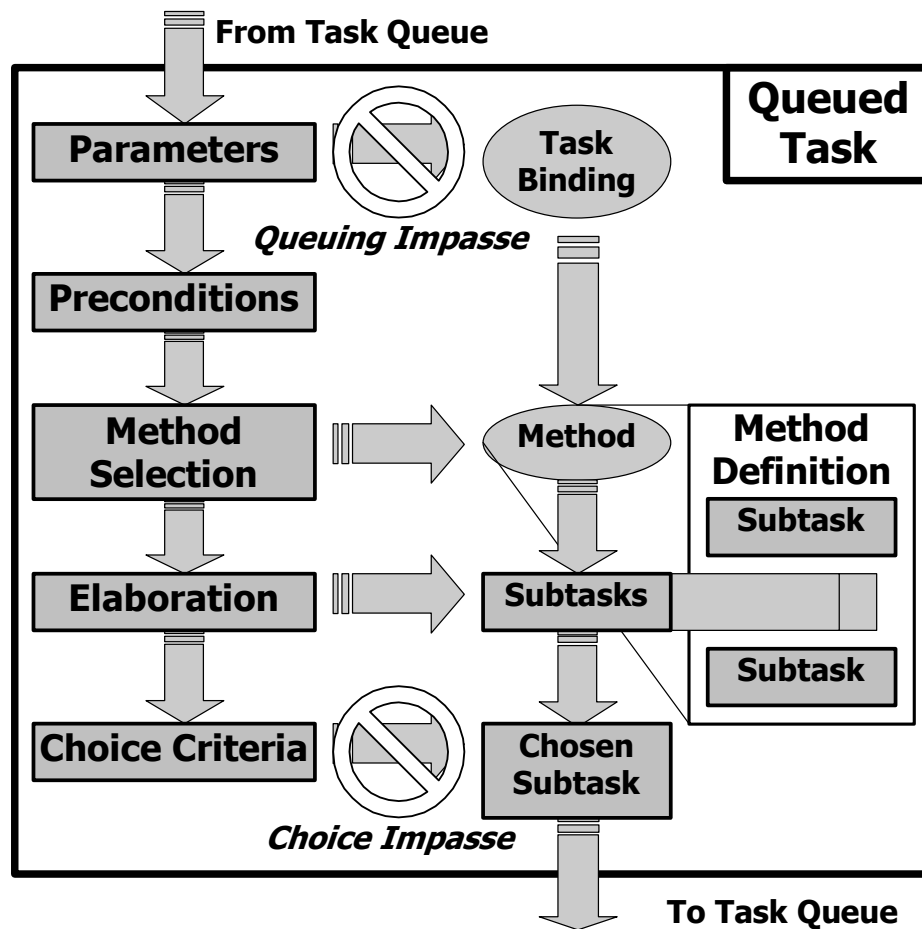 From Task Queue
Queued
Task
Parameters
Task
Binding
Queuing Impasse
Preconditions
Method
Selection
Method
Method
Definition
Subtask
Elaboration
Subtasks
Subtask
Choice Criteria
Chosen
Subtask
Choice Impasse
To Task Queue